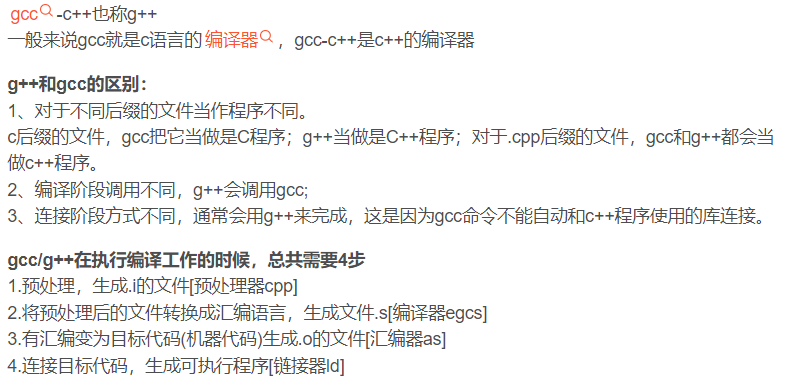 gcc-c++也称g++
一般来说gcc就是c语言的编译器，gcc-c++是c++的编译器
g++和gcc的区别：
1、对于不同后缀的文件当作程序不同。
c后缀的文件，gcc把它当做是C程序；g++当做是C++程序；对于.cpp后缀的文件，gcc和g++都会当
做c++程序。
2、编译阶段调用不同，g++会调用gcc;
3、连接阶段方式不同，通常会用g++来完成，这是因为gcc命令不能自动和c++程序使用的库连接。
gcc/g++在执行编译工作的时候，总共需要4步
1.预处理，生成.i的文件[预处理器cpp]
2.将预处理后的文件转换成汇编语言，生成文件.s[编译器egcs]
3.有汇编变为目标代码(机器代码)生成.o的文件[汇编器as]
4.连接目标代码，生成可执行程序[链接器ld]